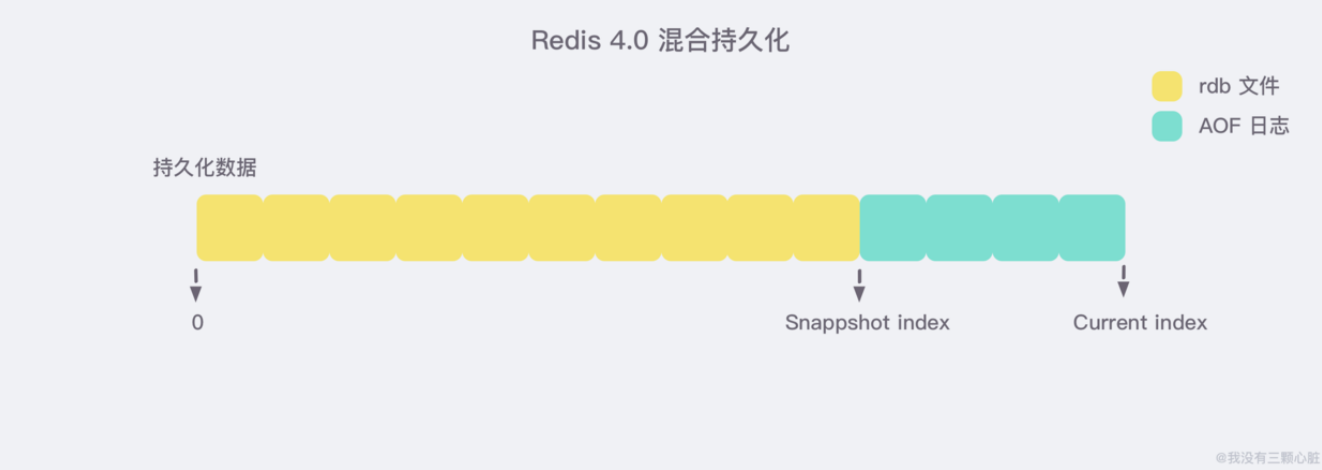 Redis 4.0 混合持久化
rdb 文件
AOF 日志
持久化数据
0
Snappshot index
Current index
@我没有三颗心脏